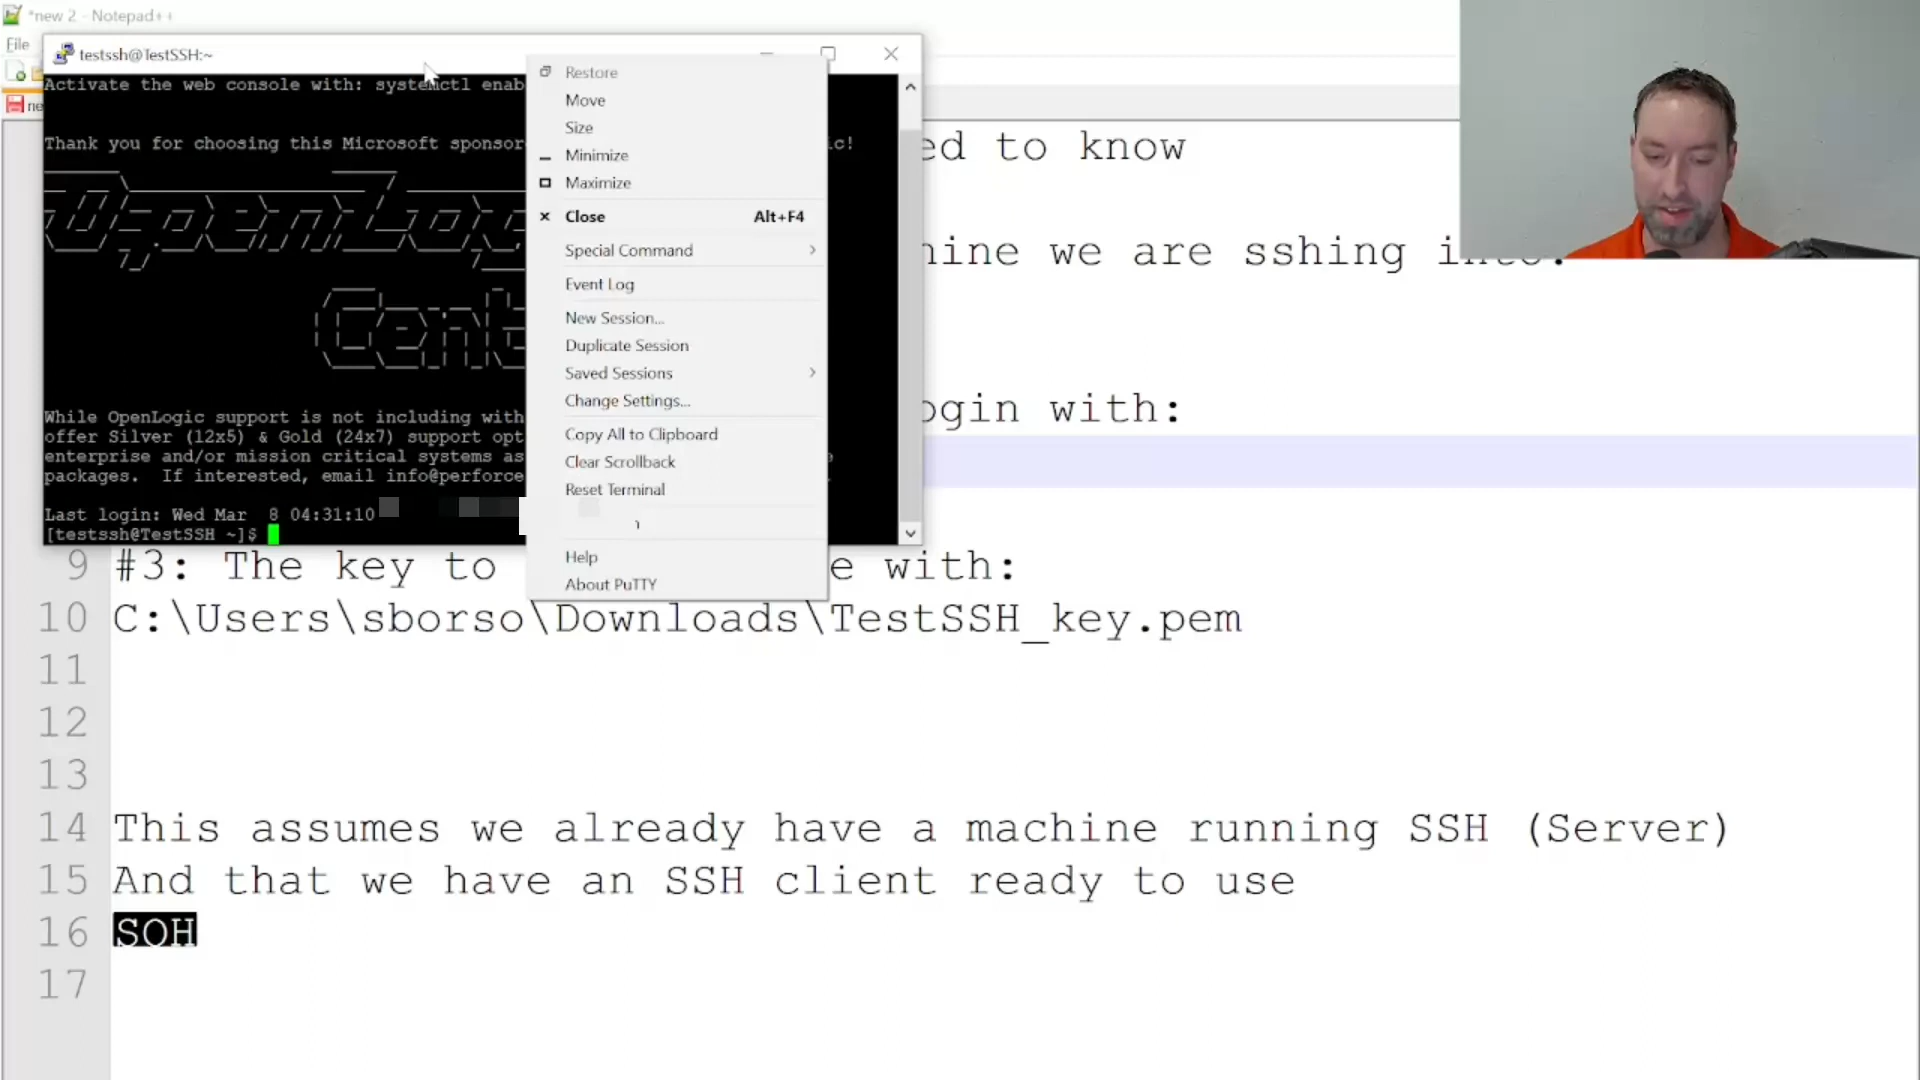 *new 2 - Notepad++
File
testssh@TestSSH:~
Activate the web console with: systemctl enab
Thank you for choosing this Microsoft sponsor
ic!
OpenLog
Cent
While OpenLogic support is not including with
offer Silver (12x5) & Gold (24x7) support opt
enterprise and/or mission critical systems as
packages.  If interested, email info@perforce
Last login: Wed Mar  8 04:31:10
[testssh@TestSSH ~]$
Restore
Move
Size
Minimize
Maximize
Close Alt+F4
Special Command
Event Log
New Session...
Duplicate Session
Saved Sessions
Change Settings...
Copy All to Clipboard
Clear Scrollback
Reset Terminal
Help
About PuTTY
ed to know
hine we are sshing into:
ogin with:
9 #3: The key to e with:
10 C:\Users\sborso\Downloads\TestSSH_key.pem
11
12
13
14 This assumes we already have a machine running SSH (Server)
15 And that we have an SSH client ready to use
16 SOH
17